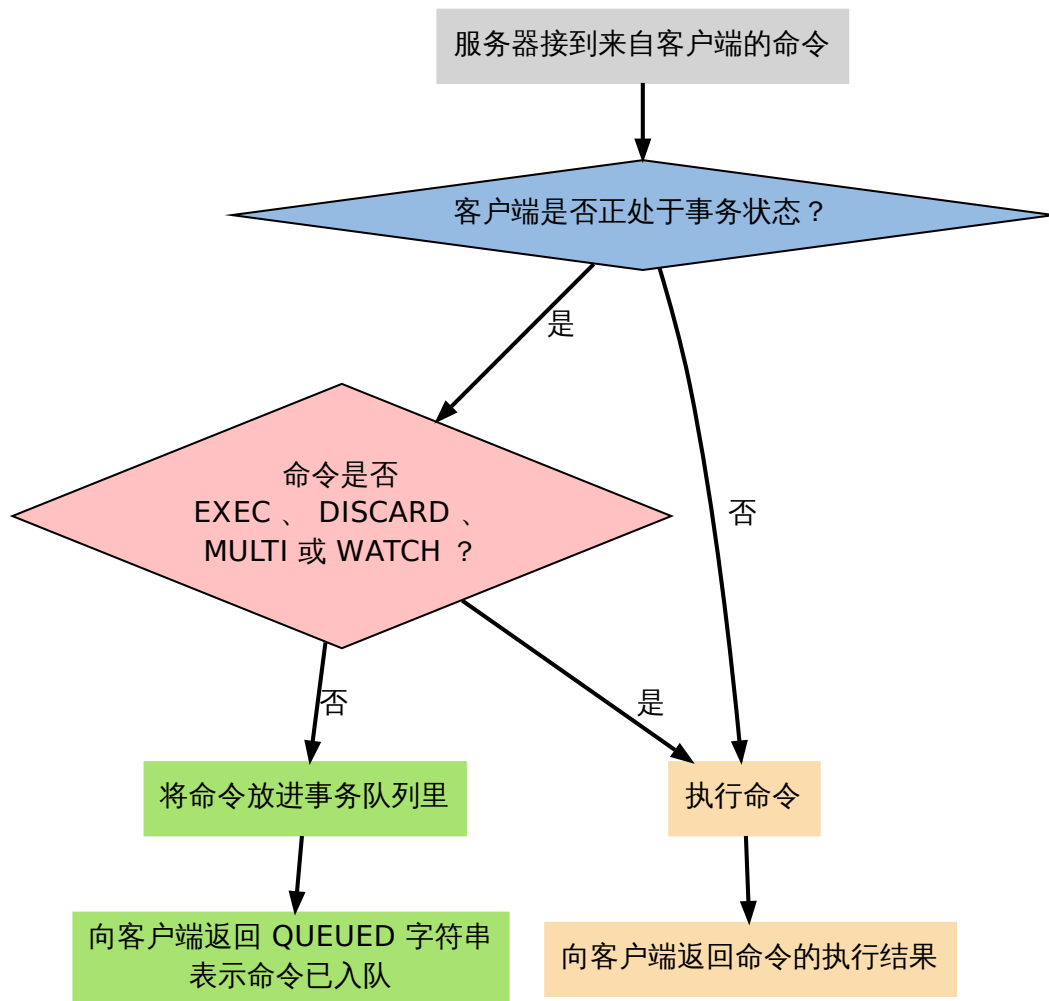 服务器接到来自客户端的命令
客户端是否正处于事务状态？
是
命令是否
EXEC 、 DISCARD 、
MULTI 或 WATCH ？
否
否
是
将命令放进事务队列里
执行命令
向客户端返回 QUEUED 字符串
表示命令已入队
向客户端返回命令的执行结果